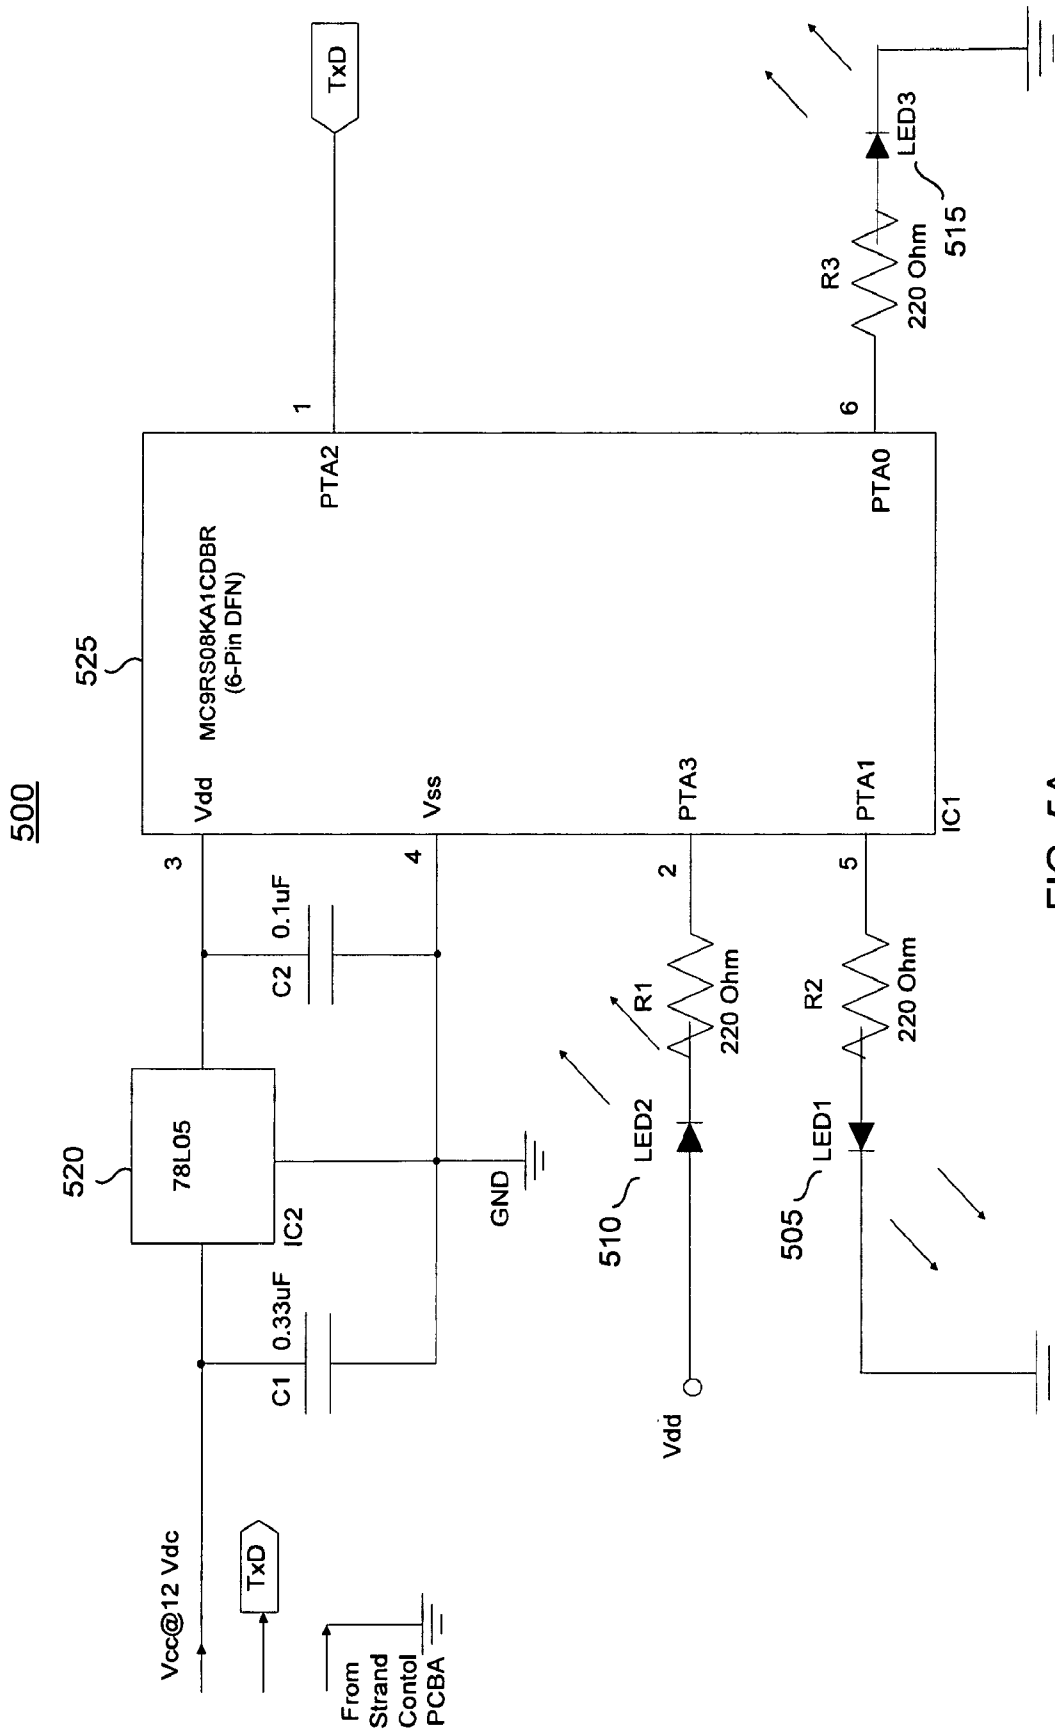 500
525
MC9RS08KA1CDBR
(6-Pin DFN)
Vdd
Vss
PTA3
PTA1
PTA2
PTA0
IC1
3
4
2
5
1
6
520
78L05
IC2
C1
0.33uF
C2
0.1uF
GND
Vcc@12 Vdc
TxD
From
Strand
Contol
PCBA
Vdd
510
LED2
R1
220 Ohm
505
LED1
R2
220 Ohm
TxD
R3
220 Ohm
LED3
515
FIG. 5A